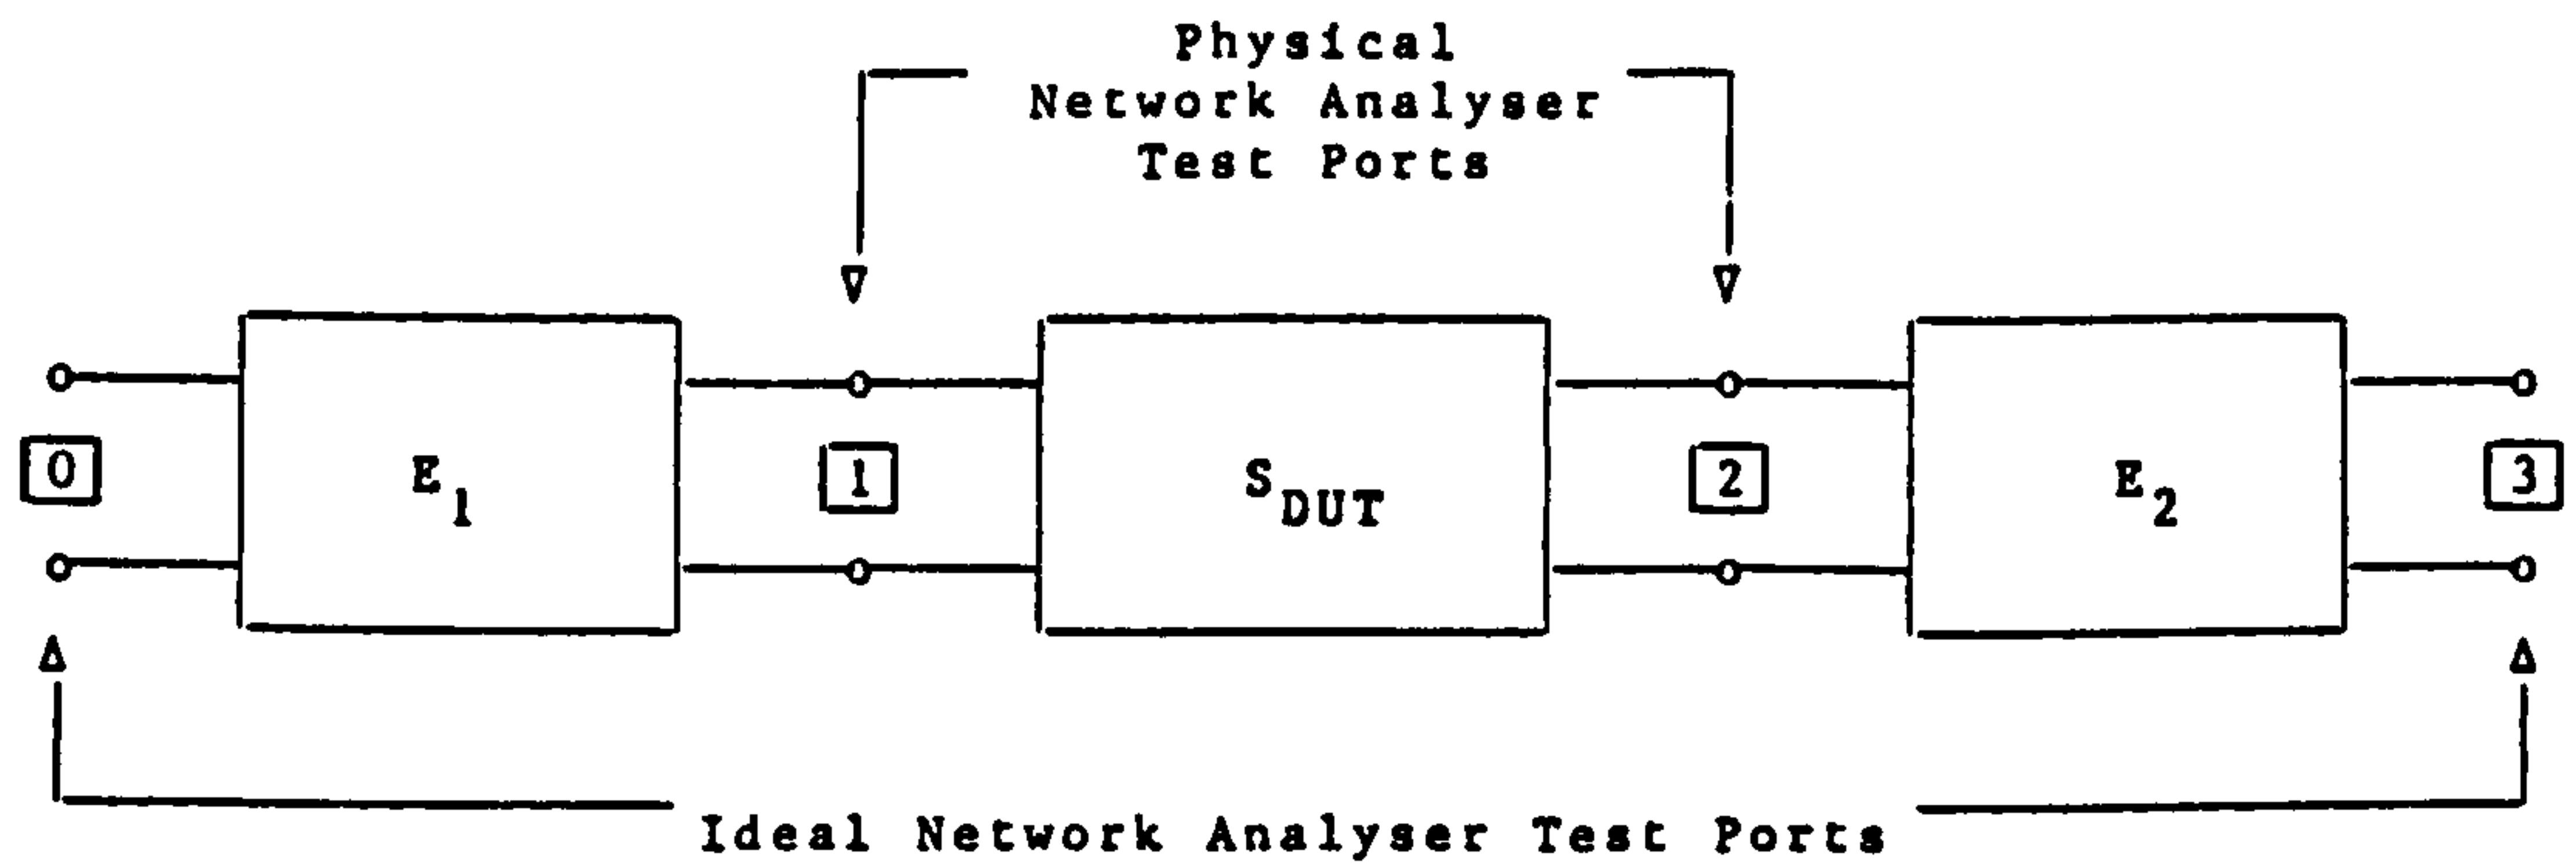 Physical
Network Analyser
Test Ports
0
E1
1
SDUT
2
E2
3
Ideal Network Analyser Test Ports